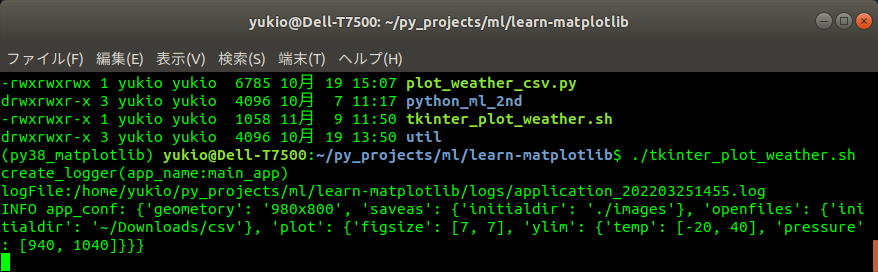 yukio@Dell-T7500: ~/py_projects/ml/learn-matplotlib
ファイル(F) 編集(E) 表示(V) 検索(S) 端末(T) ヘルプ(H)
-rwxrwxrwx 1 yukio yukio  6785 10月 19 15:07 plot_weather_csv.py
drwxrwxr-x 3 yukio yukio  4096 10月  7 11:17 python_ml_2nd
-rwxrwxrwx 1 yukio yukio  1058 11月  9 11:50 tkinter_plot_weather.sh
drwxrwxr-x 3 yukio yukio  4096 10月 19 13:50 util
(py38_matplotlib) yukio@Dell-T7500:~/py_projects/ml/learn-matplotlib$ ./tkinter_plot_weather.sh
create_logger(app_name:main_app)
logFile:/home/yukio/py_projects/ml/learn-matplotlib/logs/application_202203251455.log
INFO app_conf: {'geometory': '980x800', 'saveas': {'initialdir': './images'}, 'openfiles': {'ini
tialdir': '~/Downloads/csv'}, 'plot': {'figsize': [7, 7], 'ylim': {'temp': [-20, 40], 'pressure'
: [940, 1040]}}}